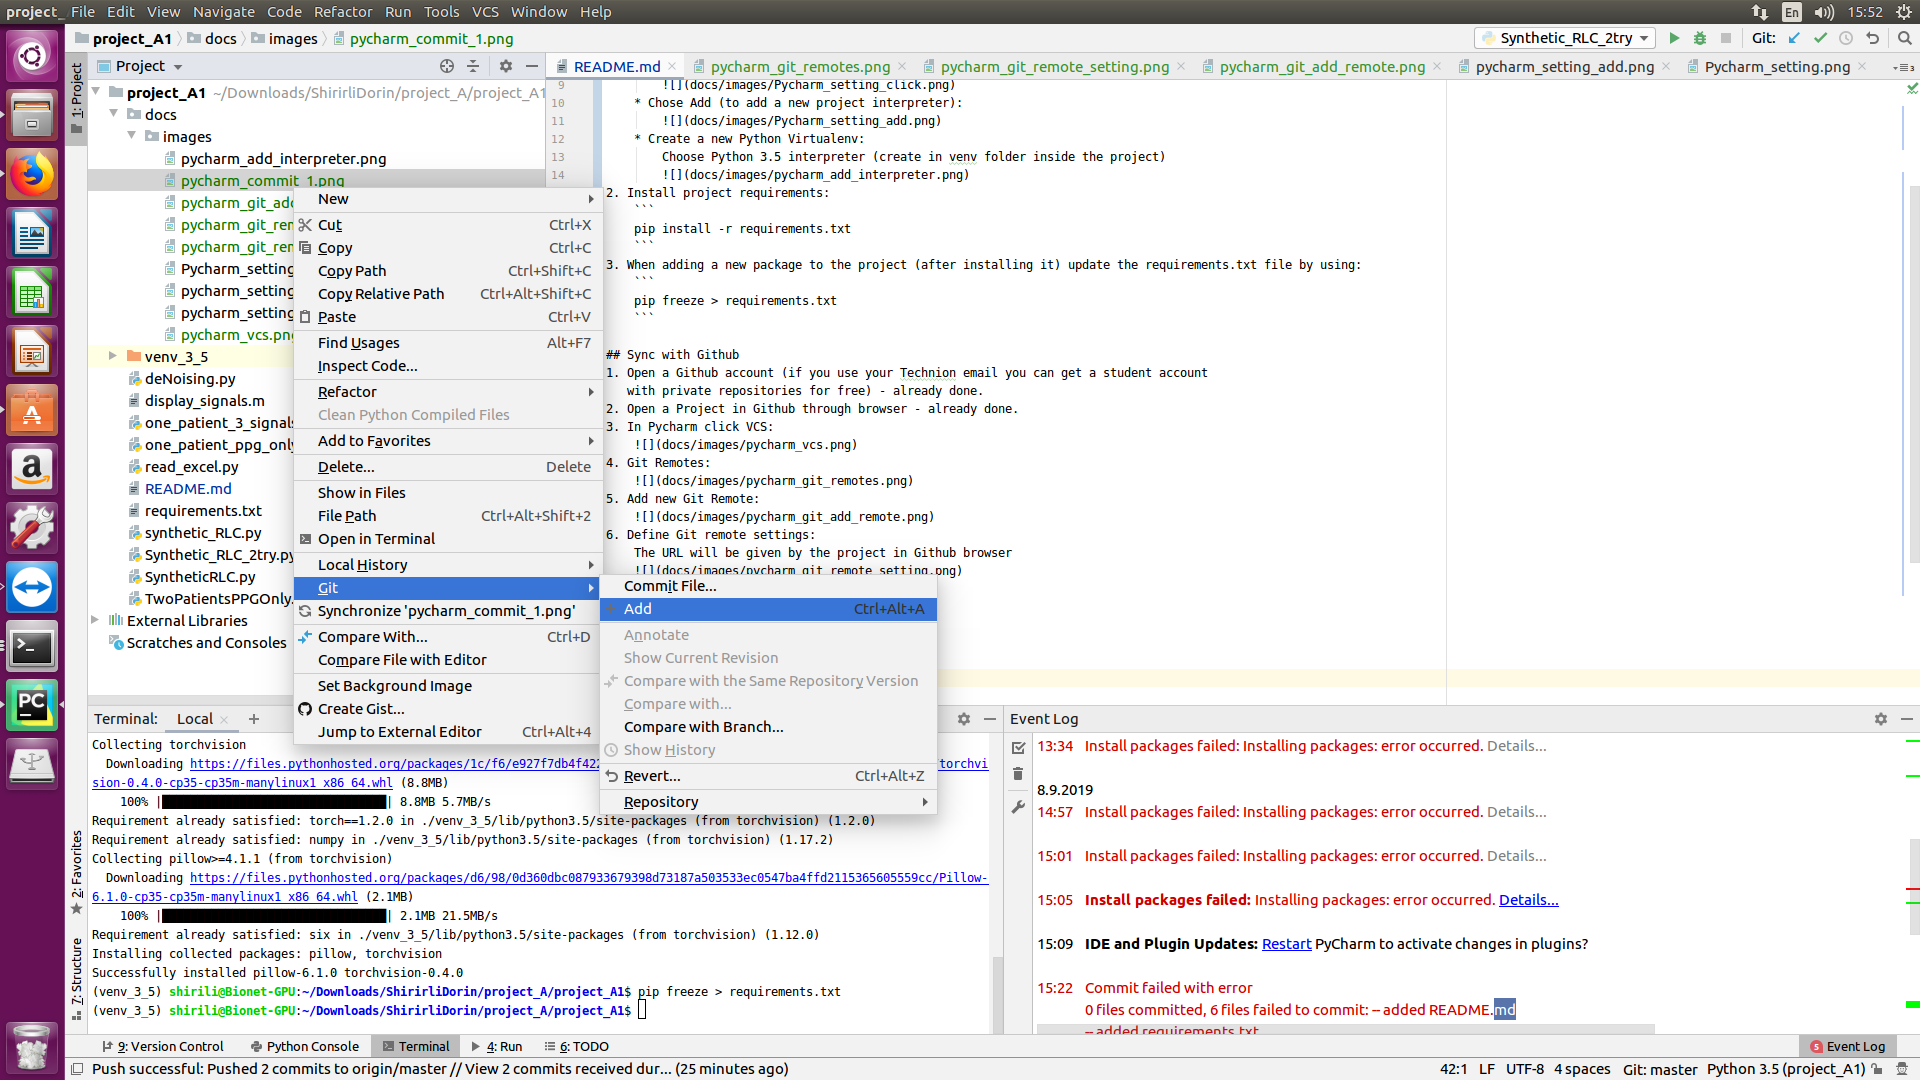 project_ File Edit View Navigate Code Refactor Run Tools VCS Window Help En 15:52
project_A1 docs images pycharm_commit_1.png Synthetic_RLC_2try Git:
1: Project
Project
README.md pycharm_git_remotes.png pycharm_git_remote_setting.png pycharm_git_add_remote.png pycharm_setting_add.png Pycharm_setting.png
project_A1 ~/Downloads/ShirirliDorin/project_A/project_A1
docs
images
pycharm_add_interpreter.png
pycharm_commit_1.png
pycharm_git_add
pycharm_git_rem
pycharm_git_rem
Pycharm_setting
pycharm_setting
pycharm_setting
pycharm_vcs.png
venv_3_5
deNoising.py
display_signals.m
one_patient_3_signals
one_patient_ppg_only
read_excel.py
README.md
requirements.txt
synthetic_RLC.py
Synthetic_RLC_2try.py
SyntheticRLC.py
TwoPatientsPPGOnly.
External Libraries
Scratches and Consoles
New
Cut Ctrl+X
Copy Ctrl+C
Copy Path Ctrl+Shift+C
Copy Relative Path Ctrl+Alt+Shift+C
Paste Ctrl+V
Find Usages Alt+F7
Inspect Code...
Refactor
Clean Python Compiled Files
Add to Favorites
Delete... Delete
Show in Files
File Path Ctrl+Alt+Shift+2
Open in Terminal
Local History
Git
Synchronize 'pycharm_commit_1.png'
Compare With... Ctrl+D
Compare File with Editor
Set Background Image
Create Gist...
Jump to External Editor Ctrl+Alt+4
Commit File...
Add Ctrl+Alt+A
Annotate
Show Current Revision
Compare with the Same Repository Version
Compare with...
Compare with Branch...
Show History
Revert... Ctrl+Alt+Z
Repository
9 ![](docs/images/Pycharm_setting_click.png)
10 * Chose Add (to add a new project interpreter):
11 ![](docs/images/Pycharm_setting_add.png)
12 * Create a new Python Virtualenv:
13 Choose Python 3.5 interpreter (create in venv folder inside the project)
14 ![](docs/images/Pycharm_add_interpreter.png)
2. Install project requirements:
```
pip install -r requirements.txt
```
3. When adding a new package to the project (after installing it) update the requirements.txt file by using:
```
pip freeze > requirements.txt
```
## Sync with Github
1. Open a Github account (if you use your Technion email you can get a student account
with private repositories for free) - already done.
2. Open a Project in Github through browser - already done.
3. In Pycharm click VCS:
![](docs/images/pycharm_vcs.png)
4. Git Remotes:
![](docs/images/pycharm_git_remotes.png)
5. Add new Git Remote:
![](docs/images/pycharm_git_add_remote.png)
6. Define Git remote settings:
The URL will be given by the project in Github browser
![](docs/images/pycharm_git_remote_setting.png)
Terminal: Local
Collecting torchvision
Downloading https://files.pythonhosted.org/packages/1c/f6/e927f7db4f422 torchvi
sion-0.4.0-cp35-cp35m-manylinux1_x86_64.whl (8.8MB)
100% | | 8.8MB 5.7MB/s
Requirement already satisfied: torch==1.2.0 in ./venv_3_5/lib/python3.5/site-packages (from torchvision) (1.2.0)
Requirement already satisfied: numpy in ./venv_3_5/lib/python3.5/site-packages (from torchvision) (1.17.2)
Collecting pillow>=4.1.1 (from torchvision)
Downloading https://files.pythonhosted.org/packages/d6/98/0d360dbc087933679398d73187a503533ec0547ba4ffd2115365605559cc/Pillow-
6.1.0-cp35-cp35m-manylinux1_x86_64.whl (2.1MB)
100% | | 2.1MB 21.5MB/s
Requirement already satisfied: six in ./venv_3_5/lib/python3.5/site-packages (from torchvision) (1.12.0)
Installing collected packages: pillow, torchvision
Successfully installed pillow-6.1.0 torchvision-0.4.0
(venv_3_5) shirili@Bionet-GPU:~/Downloads/ShirirliDorin/project_A/project_A1$ pip freeze > requirements.txt
(venv_3_5) shirili@Bionet-GPU:~/Downloads/ShirirliDorin/project_A/project_A1$
2: Favorites
7: Structure
Event Log
13:34 Install packages failed: Installing packages: error occurred. Details...
8.9.2019
14:57 Install packages failed: Installing packages: error occurred. Details...
15:01 Install packages failed: Installing packages: error occurred. Details...
15:05 Install packages failed: Installing packages: error occurred. Details...
15:09 IDE and Plugin Updates: Restart PyCharm to activate changes in plugins?
15:22 Commit failed with error
0 files committed, 6 files failed to commit: -- added README.md
-- added requirements.txt
9: Version Control Python Console Terminal 4: Run 6: TODO 5 Event Log
Push successful: Pushed 2 commits to origin/master // View 2 commits received dur... (25 minutes ago) 42:1 LF UTF-8 4 spaces Git: master Python 3.5 (project_A1)